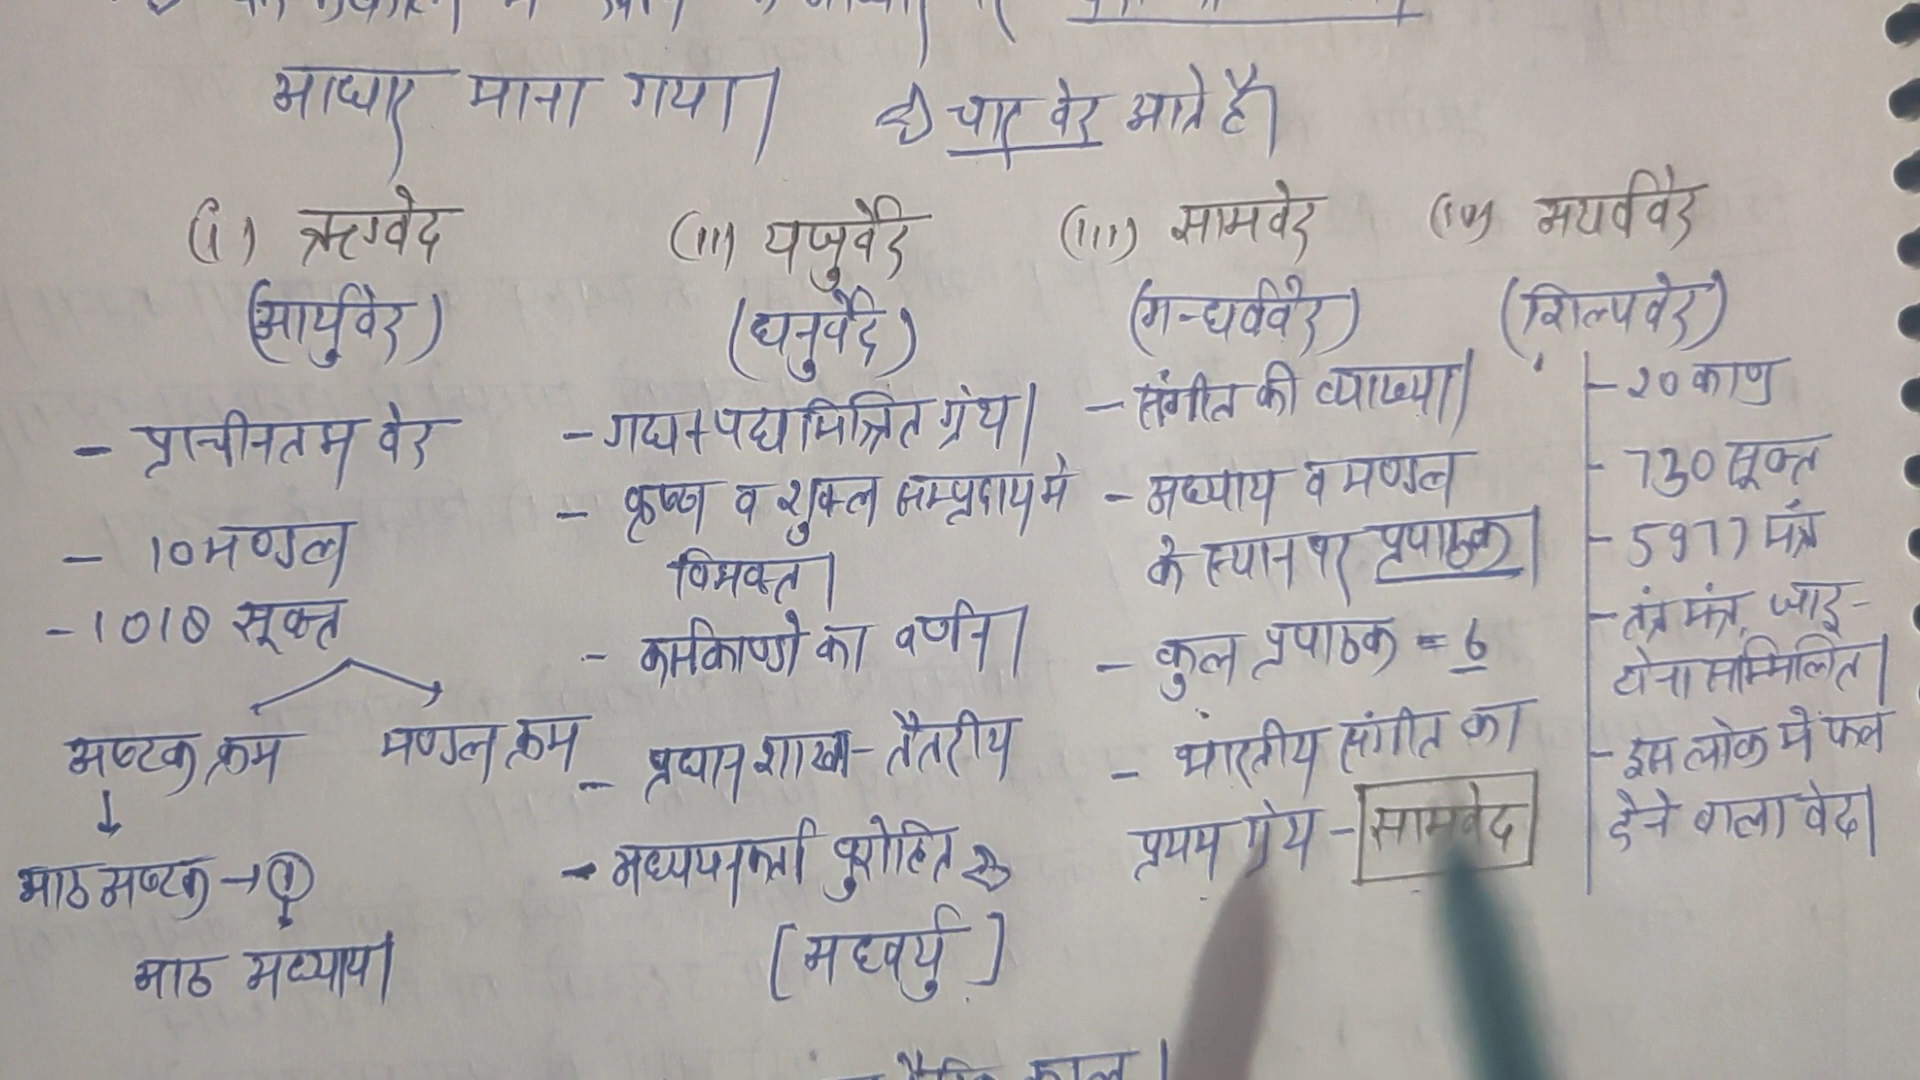 आधार माना गया।
⇒ चार वेद आते हैं।
(i) ऋग्वेद
(आर्युवेद)
- प्राचीनतम वेद
- 10 मण्डल
- 1018 सूक्त
अष्टक क्रम मण्डल क्रम
आठ अष्टक → 1
आठ अध्याय।
(ii) यजुर्वेद
(धनुर्वेद)
- गद्य + पद्य मिश्रित ग्रंथ।
- कृष्ण व शुक्ल सम्प्रदाय मे
विभक्त।
- कर्मकाण्डो का वर्णन।
- प्रधान शाखा - तैतरीय
- अध्ययनकर्ता पुरोहित ⇒
[अध्वर्यु]
(iii) सामवेद
(गन्धर्ववेद)
- संगीत की व्याख्या।
- अध्याय व मण्डल
के स्थान पर प्रपाठक।
- कुल प्रपाठक = 6
- भारतीय संगीत का
प्रथम ग्रंथ - सामवेद
(iv) अथर्ववेद
(शिल्पवेद)
- 20 काण्ड
- 730 सूक्त
- 5977 मंत्र
- तंत्र मंत्र, जादू-
टोना सम्मिलित।
- इस लोक में फल
देने वाला वेद।
काल।